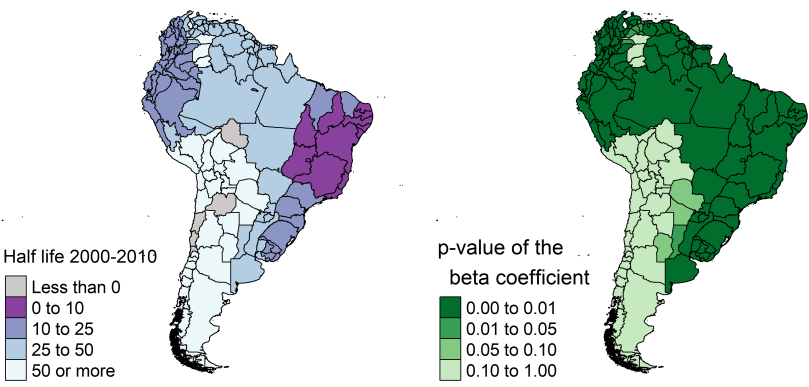 Half life 2000-2010
Less than 0
0 to 10
10 to 25
25 to 50
50 or more
p-value of the
beta coefficient
0.00 to 0.01
0.01 to 0.05
0.05 to 0.10
0.10 to 1.00